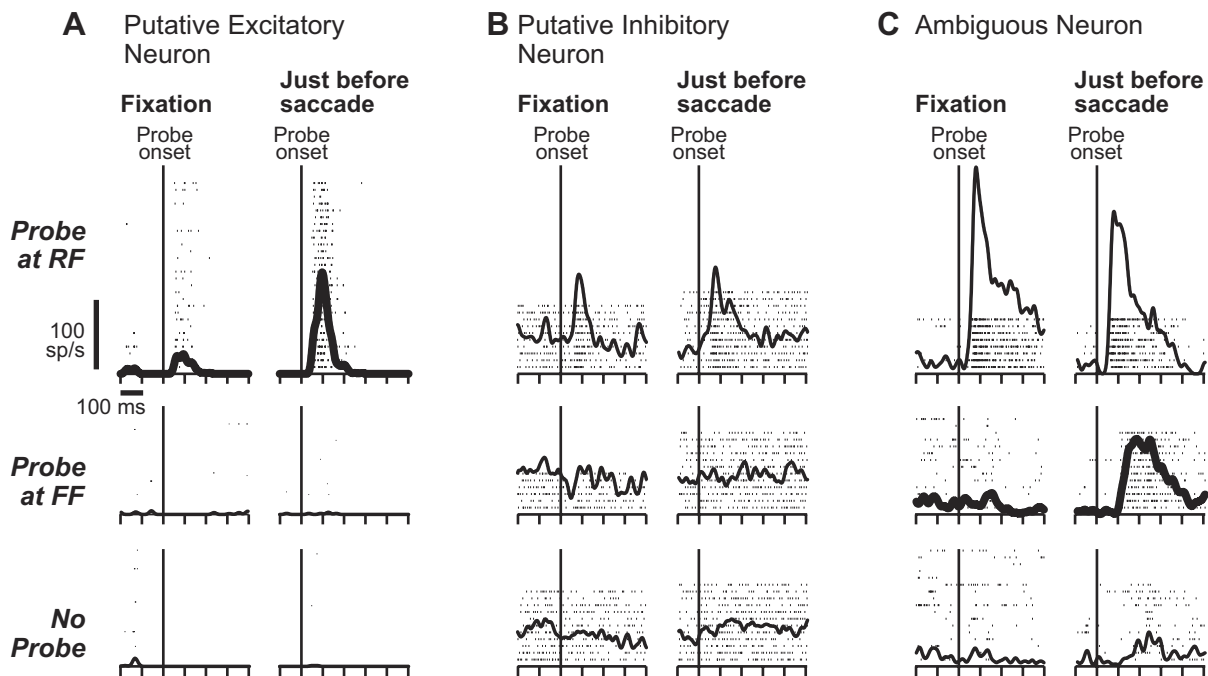 A Putative Excitatory
Neuron
Fixation
Just before
saccade
Probe
onset
Probe
onset
B Putative Inhibitory
Neuron
Fixation
Just before
saccade
Probe
onset
Probe
onset
C Ambiguous Neuron
Fixation
Just before
saccade
Probe
onset
Probe
onset
Probe
at RF
100
sp/s
100 ms
Probe
at FF
No
Probe